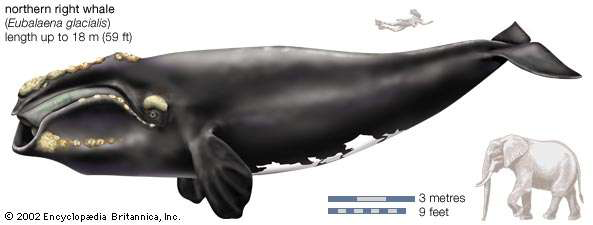 northern right whale
(Eubalaena glacialis)
length up to 18 m (59 ft)
3 metres
9 feet
© 2002 Encyclopædia Britannica, Inc.